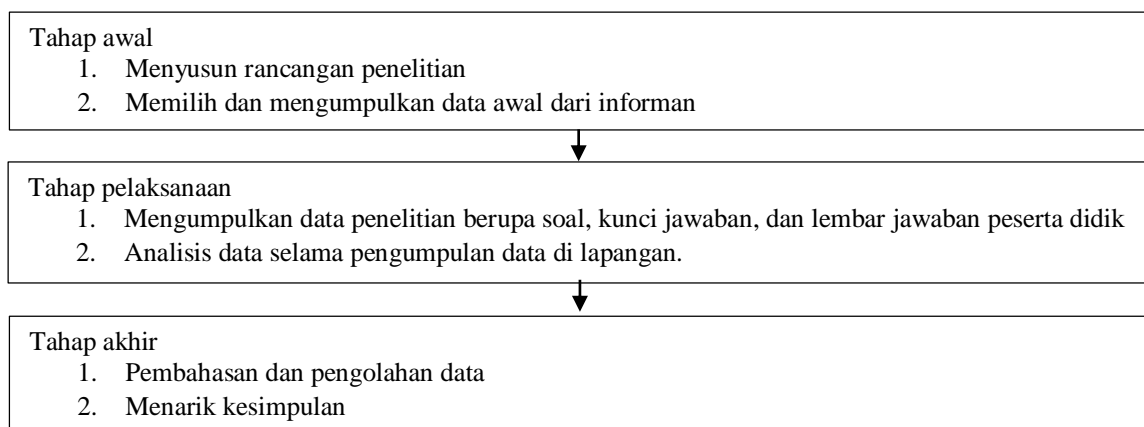 Tahap awal
1. Menyusun rancangan penelitian
2. Memilih dan mengumpulkan data awal dari informan
Tahap pelaksanaan
1. Mengumpulkan data penelitian berupa soal, kunci jawaban, dan lembar jawaban peserta didik
2. Analisis data selama pengumpulan data di lapangan.
Tahap akhir
1. Pembahasan dan pengolahan data
2. Menarik kesimpulan